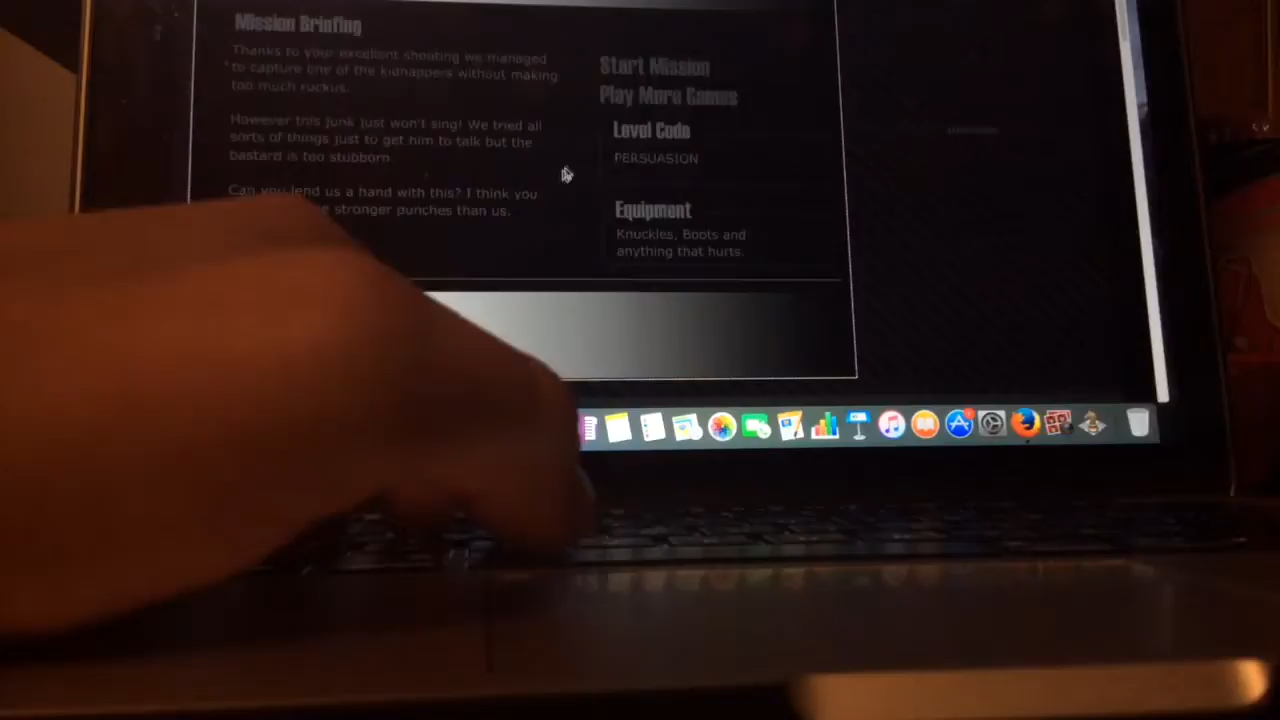 Mission Briefing
Thanks to your excellent shooting we managed
to capture one of the kidnappers without making
too much ruckus.
However this junk just won't sing! We tried all
sorts of things just to get him to talk but the
bastard is too stubborn.
Can you lend us a hand with this? I think you
stronger punches than us.
Start Mission
Play More Games
Level Code
PERSUASION
Equipment
Knuckles, Boots and
anything that hurts.